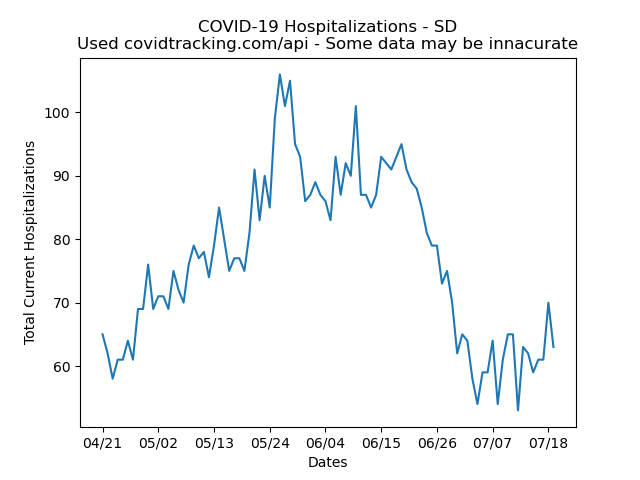 COVID-19 Hospitalizations - SD
Used covidtracking.com/api - Some data may be innacurate
Total Current Hospitalizations
100
90
80
70
60
04/21 05/02 05/13 05/24 06/04 06/15 06/26 07/07 07/18
Dates